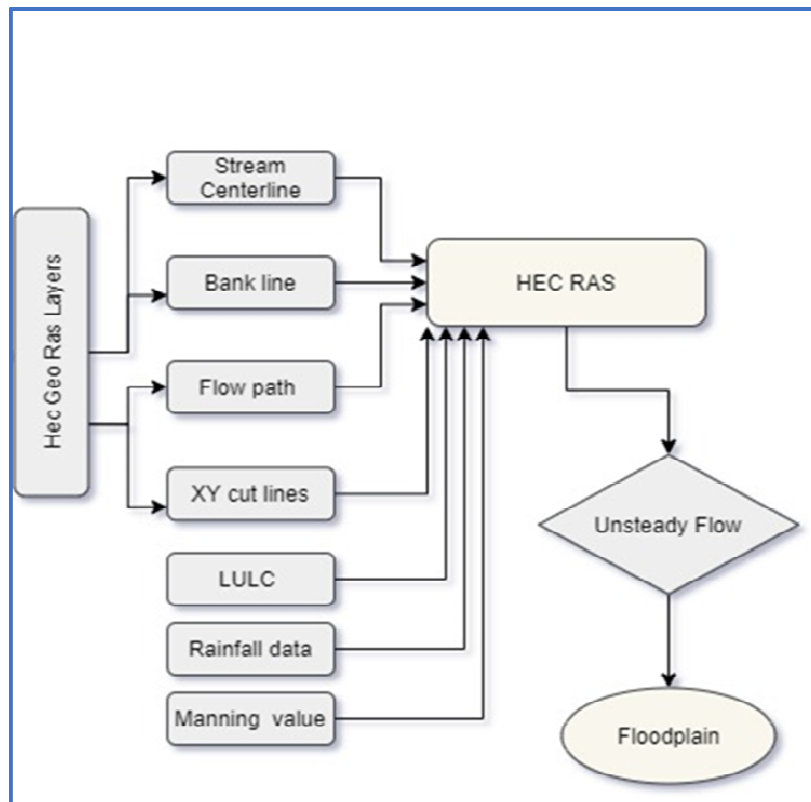 Hec Geo Ras Layers
Stream
Centerline
Bank line
Flow path
XY cut lines
LULC
Rainfall data
Manning value
HEC RAS
Unsteady Flow
Floodplain